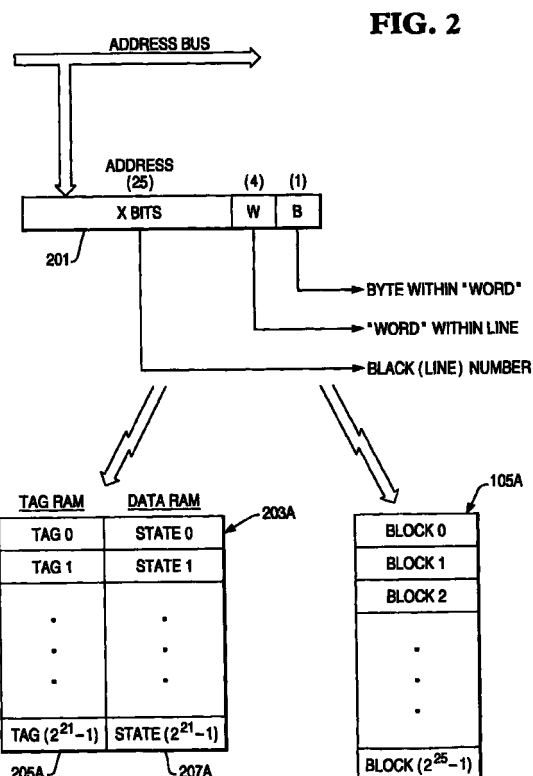 FIG. 2
ADDRESS BUS
ADDRESS
(25) (4) (1)
X BITS W B
201
BYTE WITHIN "WORD"
"WORD" WITHIN LINE
BLACK (LINE) NUMBER
TAG RAM DATA RAM
203A
105A
TAG 0 STATE 0
TAG 1 STATE 1
TAG (2²¹–1) STATE (2²¹–1)
205A 207A
BLOCK 0
BLOCK 1
BLOCK 2
BLOCK (2²⁵–1)